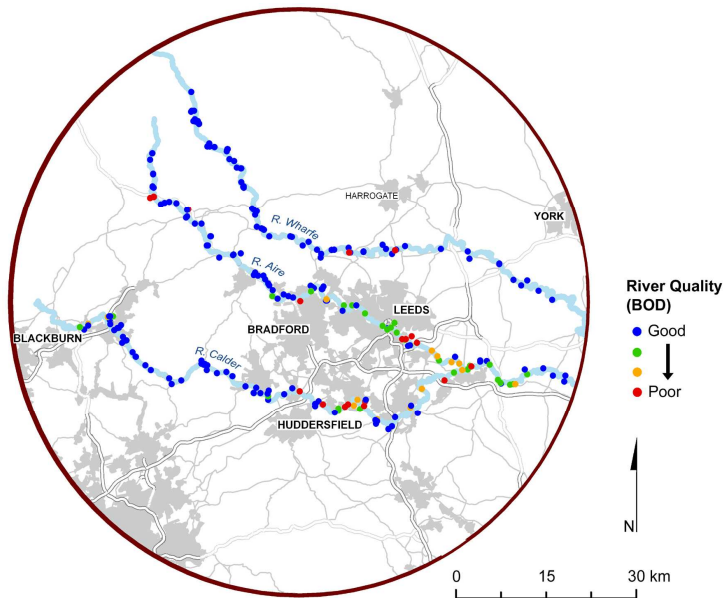 HARROGATE
YORK
R. Wharfe
R. Aire
LEEDS
BRADFORD
BLACKBURN
R. Calder
HUDDERSFIELD
River Quality
(BOD)
Good
Poor
N
0 15 30 km